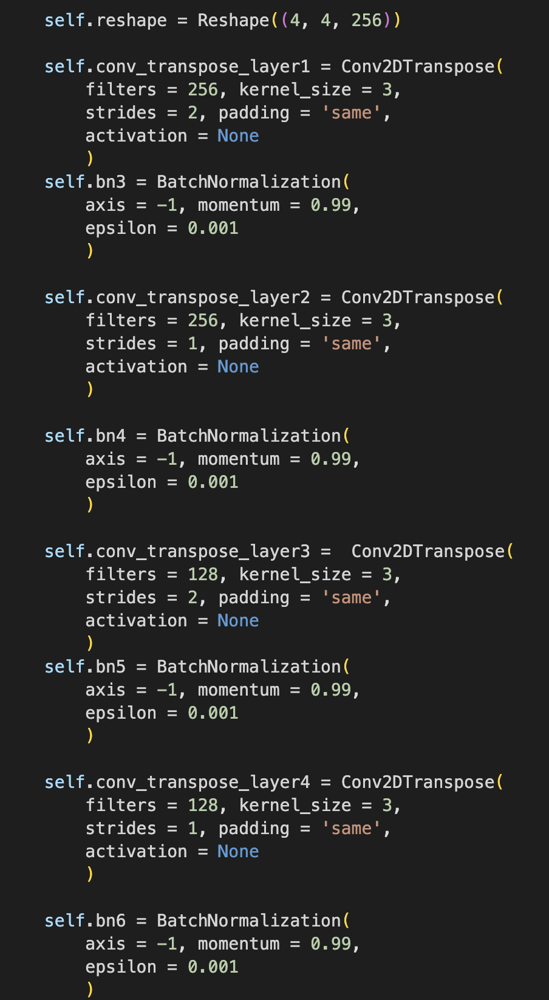 self.reshape = Reshape((4, 4, 256))
self.conv_transpose_layer1 = Conv2DTranspose(
filters = 256, kernel_size = 3,
strides = 2, padding = 'same',
activation = None
)
self.bn3 = BatchNormalization(
axis = -1, momentum = 0.99,
epsilon = 0.001
)
self.conv_transpose_layer2 = Conv2DTranspose(
filters = 256, kernel_size = 3,
strides = 1, padding = 'same',
activation = None
)
self.bn4 = BatchNormalization(
axis = -1, momentum = 0.99,
epsilon = 0.001
)
self.conv_transpose_layer3 =  Conv2DTranspose(
filters = 128, kernel_size = 3,
strides = 2, padding = 'same',
activation = None
)
self.bn5 = BatchNormalization(
axis = -1, momentum = 0.99,
epsilon = 0.001
)
self.conv_transpose_layer4 = Conv2DTranspose(
filters = 128, kernel_size = 3,
strides = 1, padding = 'same',
activation = None
)
self.bn6 = BatchNormalization(
axis = -1, momentum = 0.99,
epsilon = 0.001
)